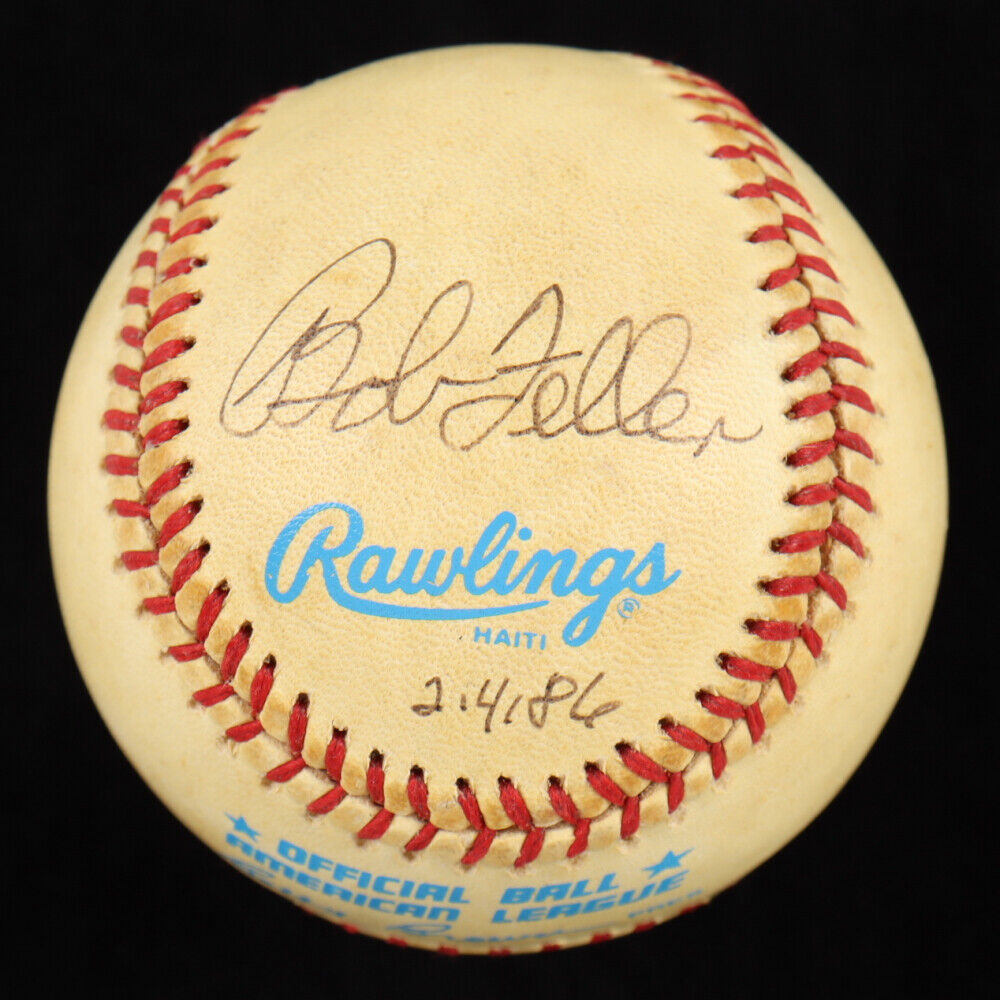 Bob Feller
Rawlings®
HAITI
2.4.86
★ OFFICIAL BALL ★
AMERICAN LEAGUE